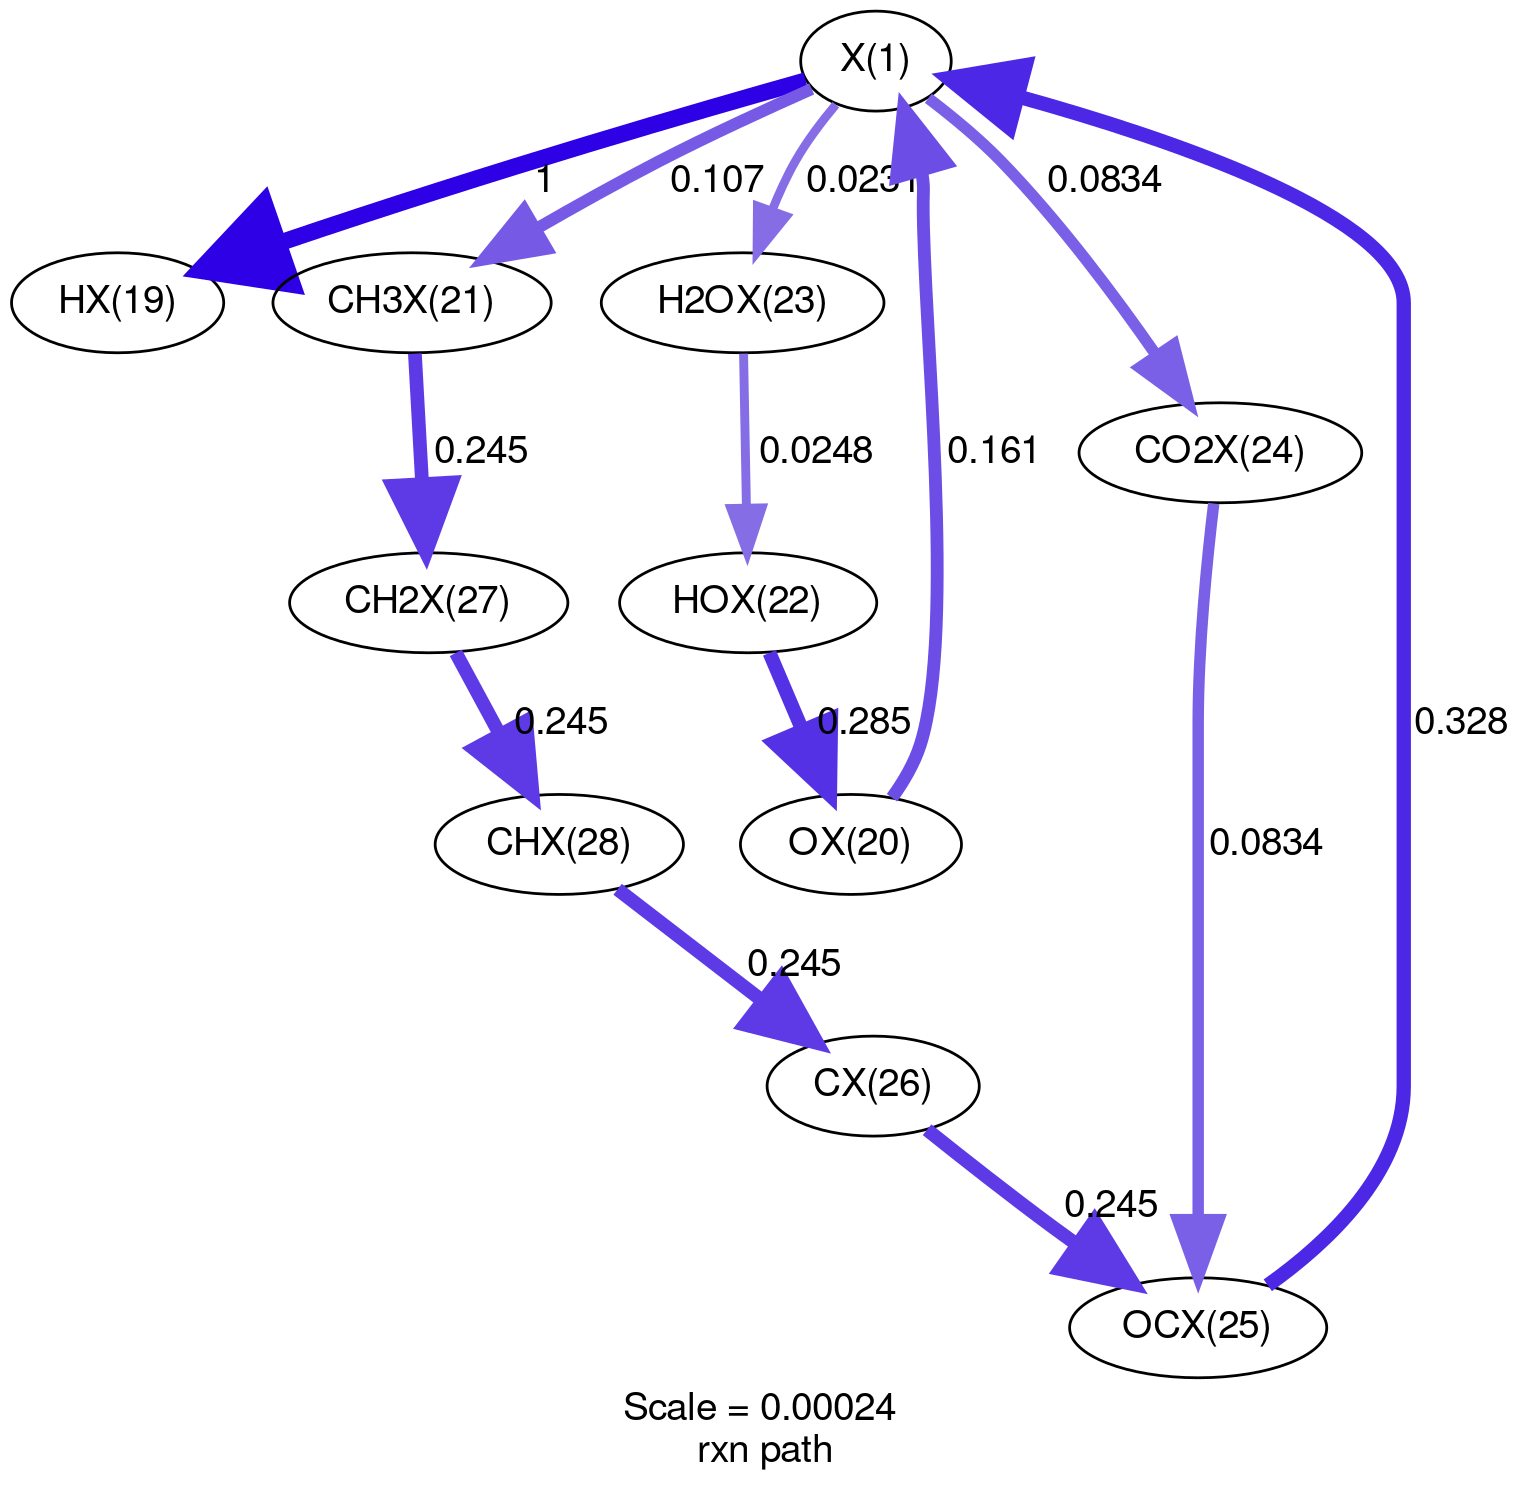 X(1)
1
0.107
0.0231
0.0834
HX(19)
CH3X(21)
H2OX(23)
0.245
0.0248
0.161
CO2X(24)
CH2X(27)
HOX(22)
0.245
0.285
0.328
CHX(28)
OX(20)
0.0834
0.245
CX(26)
0.245
OCX(25)
Scale = 0.00024
rxn path